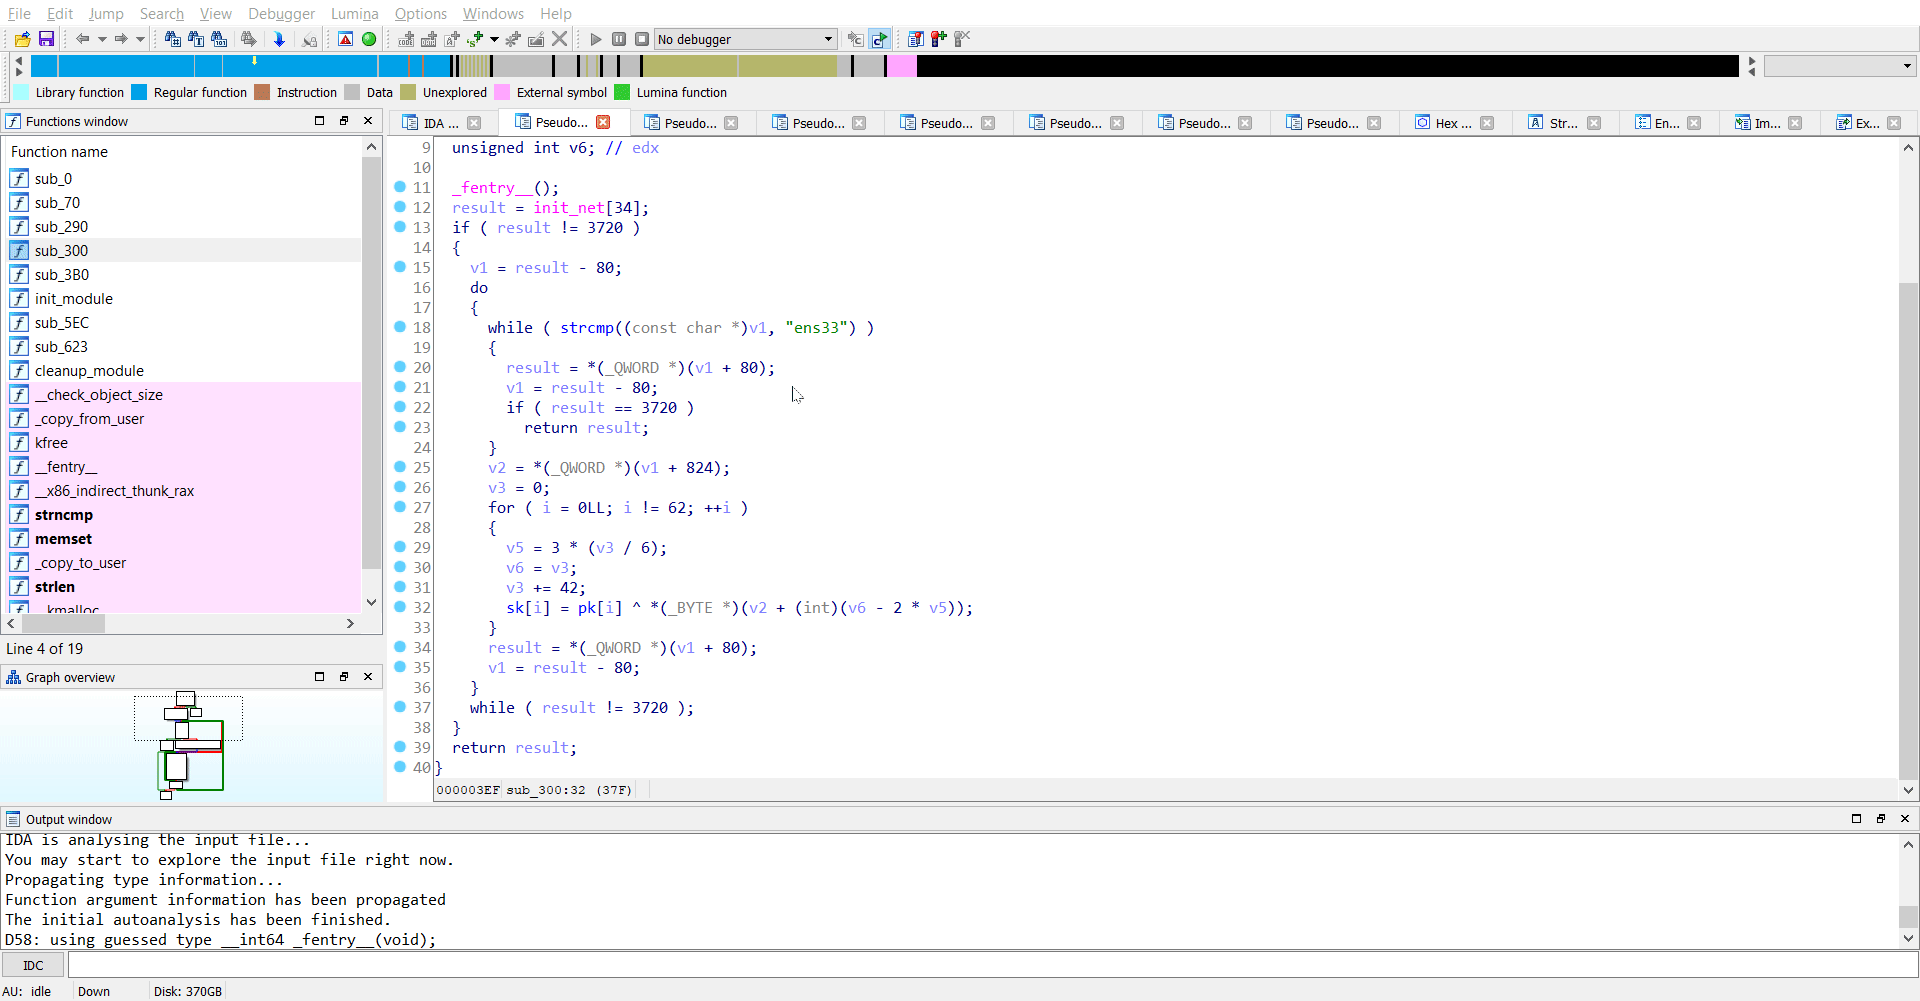 File Edit Jump Search View Debugger Lumina Options Windows Help
No debugger
Library function Regular function Instruction Data Unexplored External symbol Lumina function
Functions window
Function name
sub_0
sub_70
sub_290
sub_300
sub_3B0
init_module
sub_5EC
sub_623
cleanup_module
__check_object_size
_copy_from_user
kfree
__fentry__
__x86_indirect_thunk_rax
strncmp
memset
_copy_to_user
strlen
__kmalloc
Line 4 of 19
Graph overview
IDA ... Pseudo... Pseudo... Pseudo... Pseudo... Pseudo... Pseudo... Pseudo... Hex ... Str... En... Im... Ex...
9 unsigned int v6; // edx
10
11 _fentry__();
12 result = init_net[34];
13 if ( result != 3720 )
14 {
15 v1 = result - 80;
16 do
17 {
18 while ( strcmp((const char *)v1, "ens33") )
19 {
20 result = *(_QWORD *)(v1 + 80);
21 v1 = result - 80;
22 if ( result == 3720 )
23 return result;
24 }
25 v2 = *(_QWORD *)(v1 + 824);
26 v3 = 0;
27 for ( i = 0LL; i != 62; ++i )
28 {
29 v5 = 3 * (v3 / 6);
30 v6 = v3;
31 v3 += 42;
32 sk[i] = pk[i] ^ *(_BYTE *)(v2 + (int)(v6 - 2 * v5));
33 }
34 result = *(_QWORD *)(v1 + 80);
35 v1 = result - 80;
36 }
37 while ( result != 3720 );
38 }
39 return result;
40 }
000003EF sub_300:32 (37F)
Output window
IDA is analysing the input file...
You may start to explore the input file right now.
Propagating type information...
Function argument information has been propagated
The initial autoanalysis has been finished.
D58: using guessed type __int64 _fentry__(void);
IDC
AU: idle Down Disk: 370GB